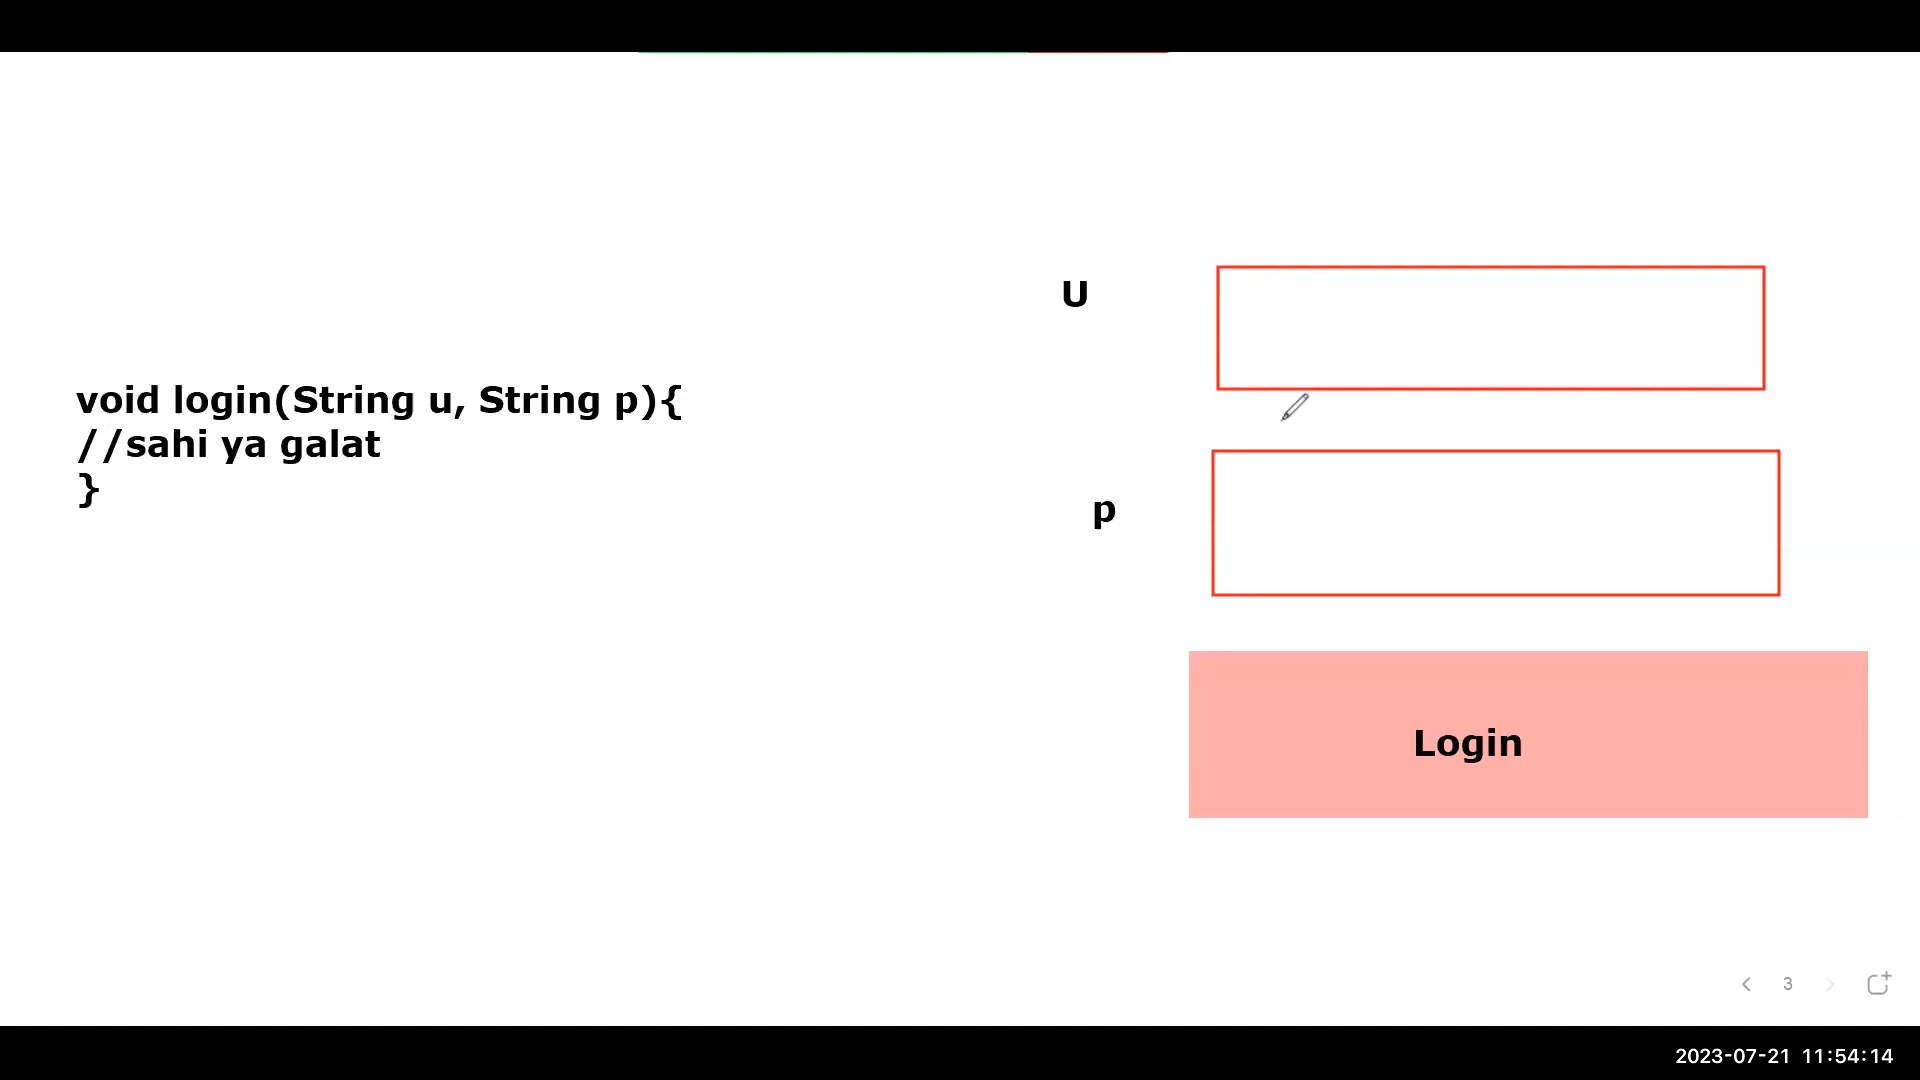 void login(String u, String p){
//sahi ya galat
}
U
p
Login
3
2023-07-21 11:54:14